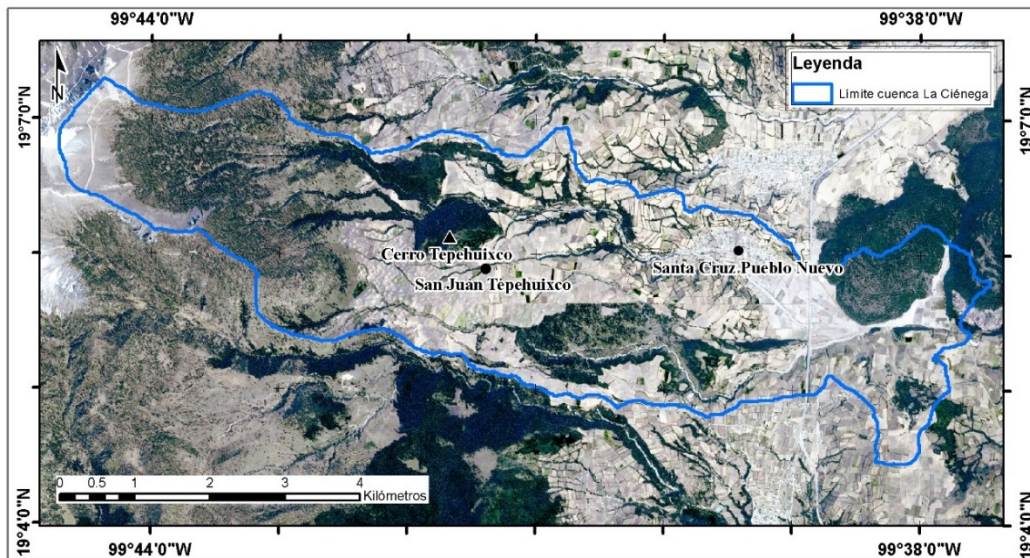 99°44'0"W 99°38'0"W
N
Leyenda
Limite cuenca La Ciénega
19°7'0"N
19°7'0"N
Cerro Tepehuixco
San Juan Tepehuixco
Santa Cruz Pueblo Nuevo
0 0.5 1 2 3 4
Kilómetros
19°4'0"N
19°4'0"N
99°44'0"W 99°38'0"W